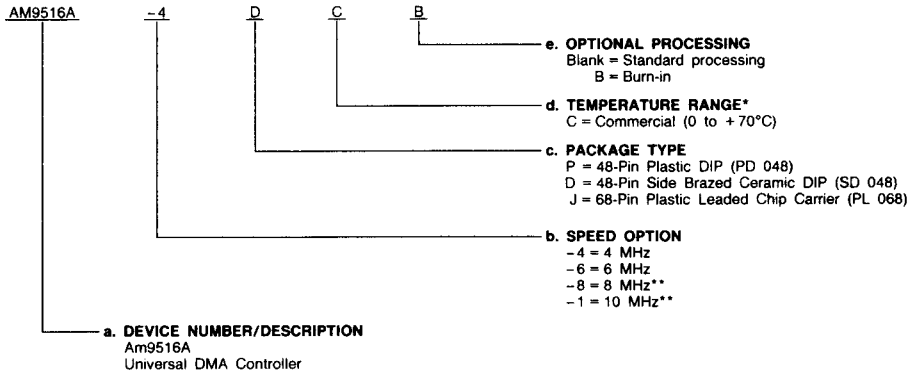 AM9516A -4 D C B
e. OPTIONAL PROCESSING
Blank = Standard processing
B = Burn-in
d. TEMPERATURE RANGE*
C = Commercial (0 to +70°C)
c. PACKAGE TYPE
P = 48-Pin Plastic DIP (PD 048)
D = 48-Pin Side Brazed Ceramic DIP (SD 048)
J = 68-Pin Plastic Leaded Chip Carrier (PL 068)
b. SPEED OPTION
-4 = 4 MHz
-6 = 6 MHz
-8 = 8 MHz**
-1 = 10 MHz**
a. DEVICE NUMBER/DESCRIPTION
Am9516A
Universal DMA Controller